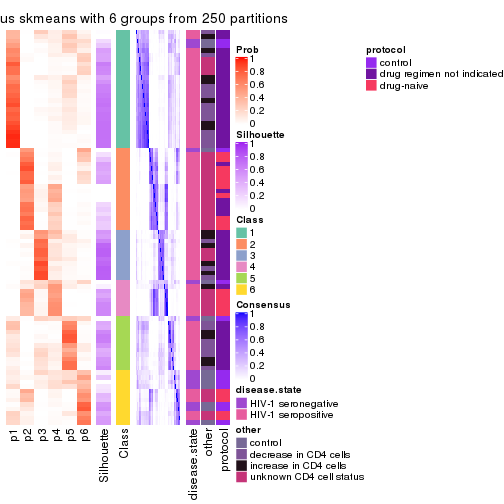 us skmeans with 6 groups from 250 partitions
Prob
1
0.8
0.6
0.4
0.2
0
Silhouette
1
0.8
0.6
0.4
0.2
0
Class
1
2
3
4
5
6
Consensus
1
0.8
0.6
0.4
0.2
0
disease.state
HIV-1 seronegative
HIV-1 seropositive
other
control
decrease in CD4 cells
increase in CD4 cells
unknown CD4 cell status
protocol
control
drug regimen not indicated
drug-naive
p1
p2
p3
p4
p5
p6
Silhouette
Class
disease.state
other
protocol